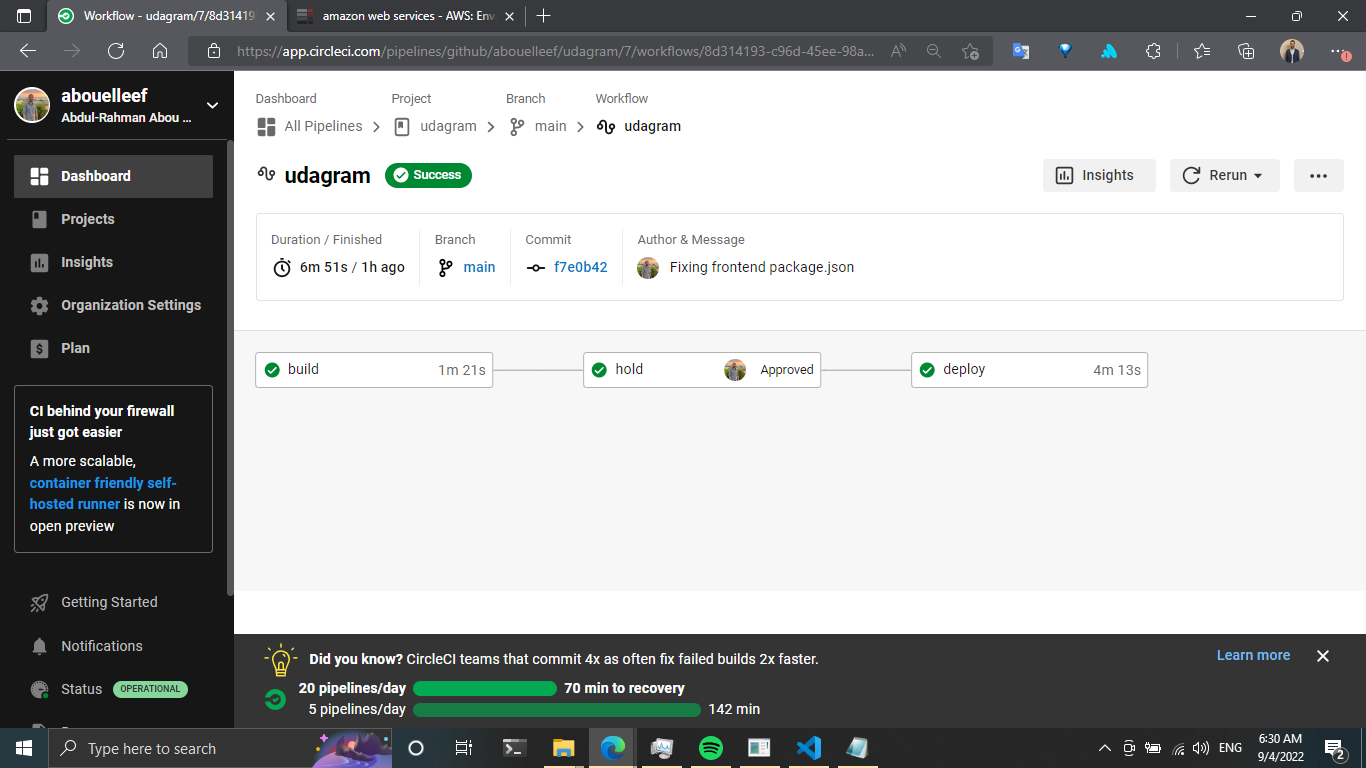 Workflow - udagram/7/8d314193
amazon web services - AWS: Env
https://app.circleci.com/pipelines/github/abouelleef/udagram/7/workflows/8d314193-c96d-45ee-98a...
abouelleef
Abdul-Rahman Abou ...
Dashboard
Projects
Insights
Organization Settings
Plan
CI behind your firewall
just got easier
A more scalable,
container friendly self-
hosted runner is now in
open preview
Getting Started
Notifications
Status OPERATIONAL
Dashboard Project Branch Workflow
All Pipelines udagram main udagram
udagram Success
Insights Rerun
Duration / Finished Branch Commit Author & Message
6m 51s / 1h ago main f7e0b42 Fixing frontend package.json
build 1m 21s hold Approved deploy 4m 13s
Did you know? CircleCI teams that commit 4x as often fix failed builds 2x faster.
Learn more
20 pipelines/day 70 min to recovery
5 pipelines/day 142 min
Type here to search
ENG
6:30 AM
9/4/2022
2